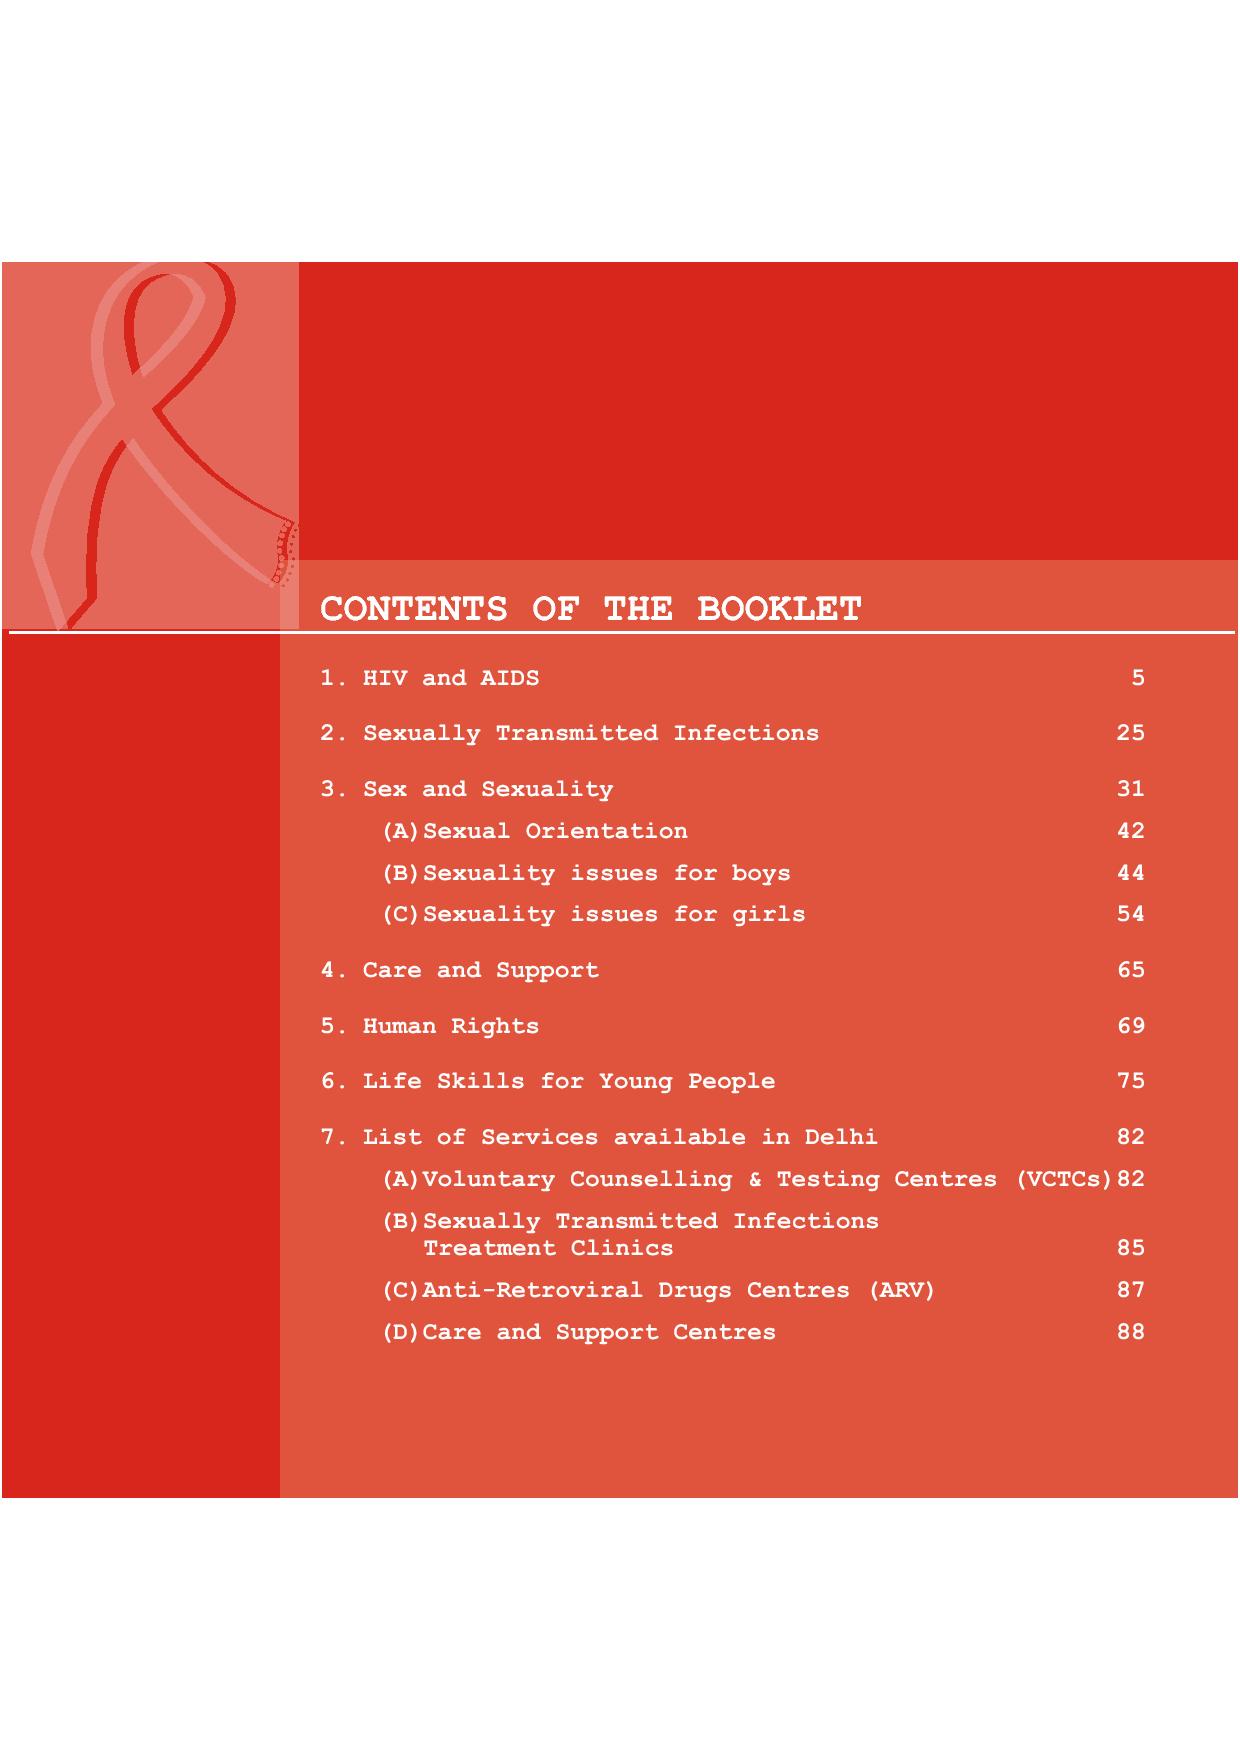 CONTENTS OF THE BOOKLET
1. HIV and AIDS 5
2. Sexually Transmitted Infections 25
3. Sex and Sexuality 31
(A)Sexual Orientation 42
(B)Sexuality issues for boys 44
(C)Sexuality issues for girls 54
4. Care and Support 65
5. Human Rights 69
6. Life Skills for Young People 75
7. List of Services available in Delhi 82
(A)Voluntary Counselling & Testing Centres (VCTCs)82
(B)Sexually Transmitted Infections
Treatment Clinics 85
(C)Anti-Retroviral Drugs Centres (ARV) 87
(D)Care and Support Centres 88